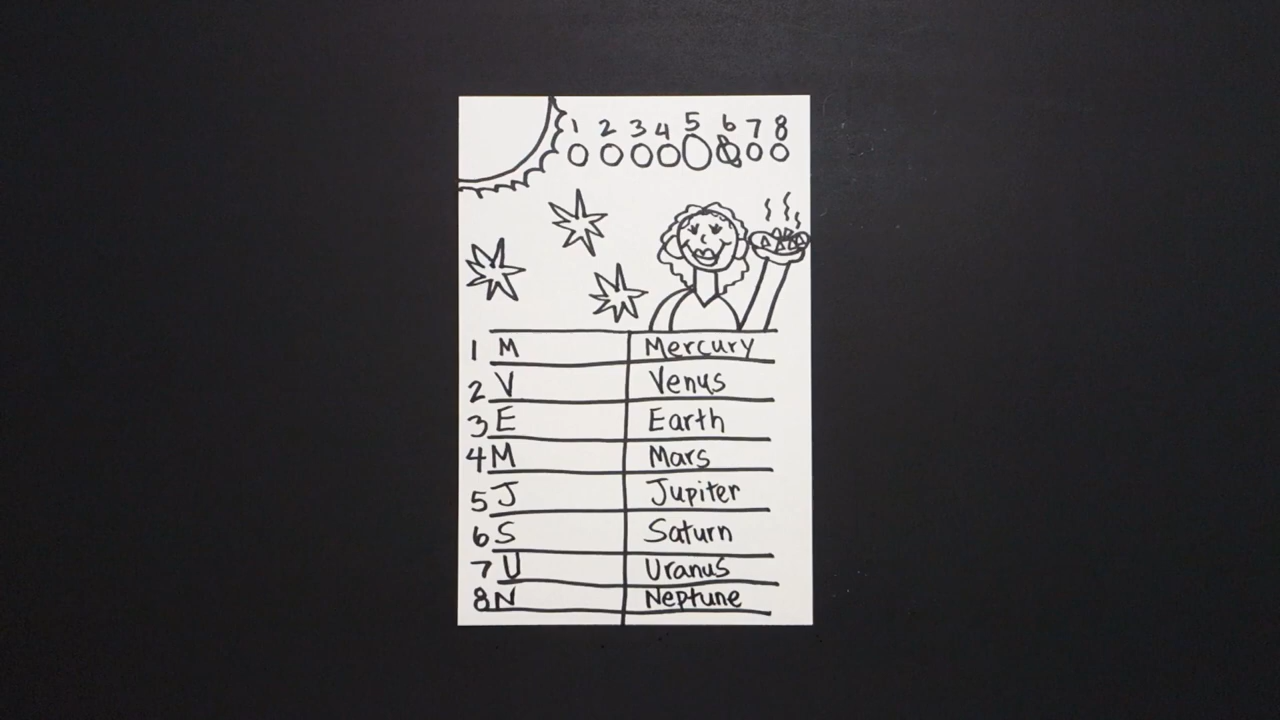 1 2 3 4 5 6 7 8
1 M Mercury
2 V Venus
3 E Earth
4 M Mars
5 J Jupiter
6 S Saturn
7 U Uranus
8 N Neptune